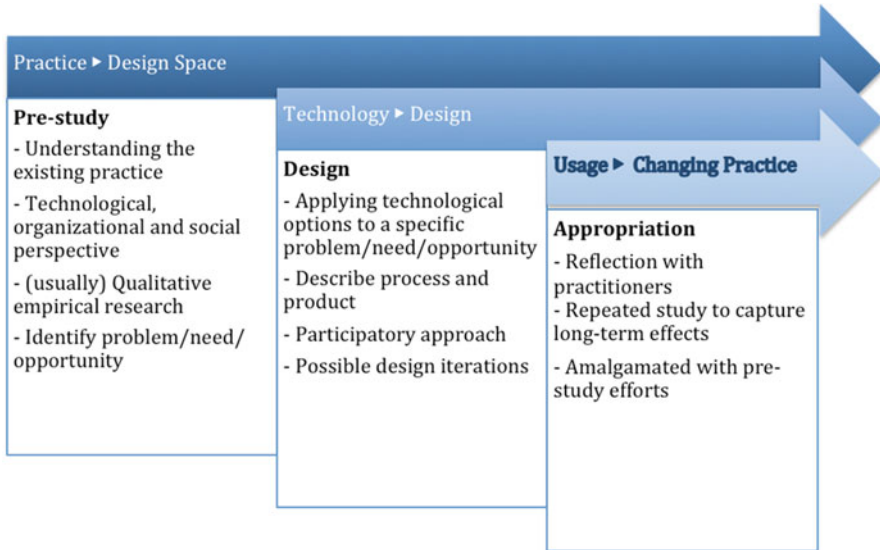 Practice ▸ Design Space
Pre-study
- Understanding the
existing practice
- Technological,
organizational and social
perspective
- (usually) Qualitative
empirical research
- Identify problem/need/
opportunity
Technology ▸ Design
Design
- Applying technological
options to a specific
problem/need/opportunity
- Describe process and
product
- Participatory approach
- Possible design iterations
Usage ▸ Changing Practice
Appropriation
- Reflection with
practitioners
- Repeated study to capture
long-term effects
- Amalgamated with pre-
study efforts